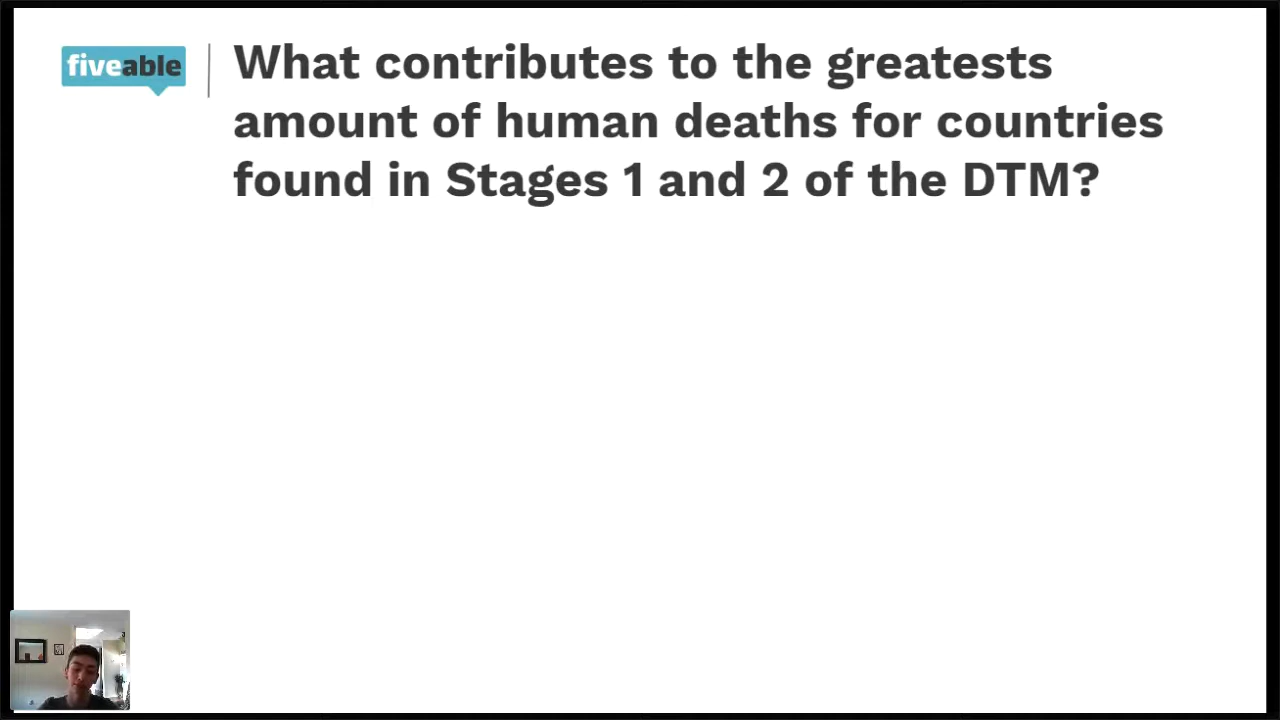 fiveable
What contributes to the greatests
amount of human deaths for countries
found in Stages 1 and 2 of the DTM?